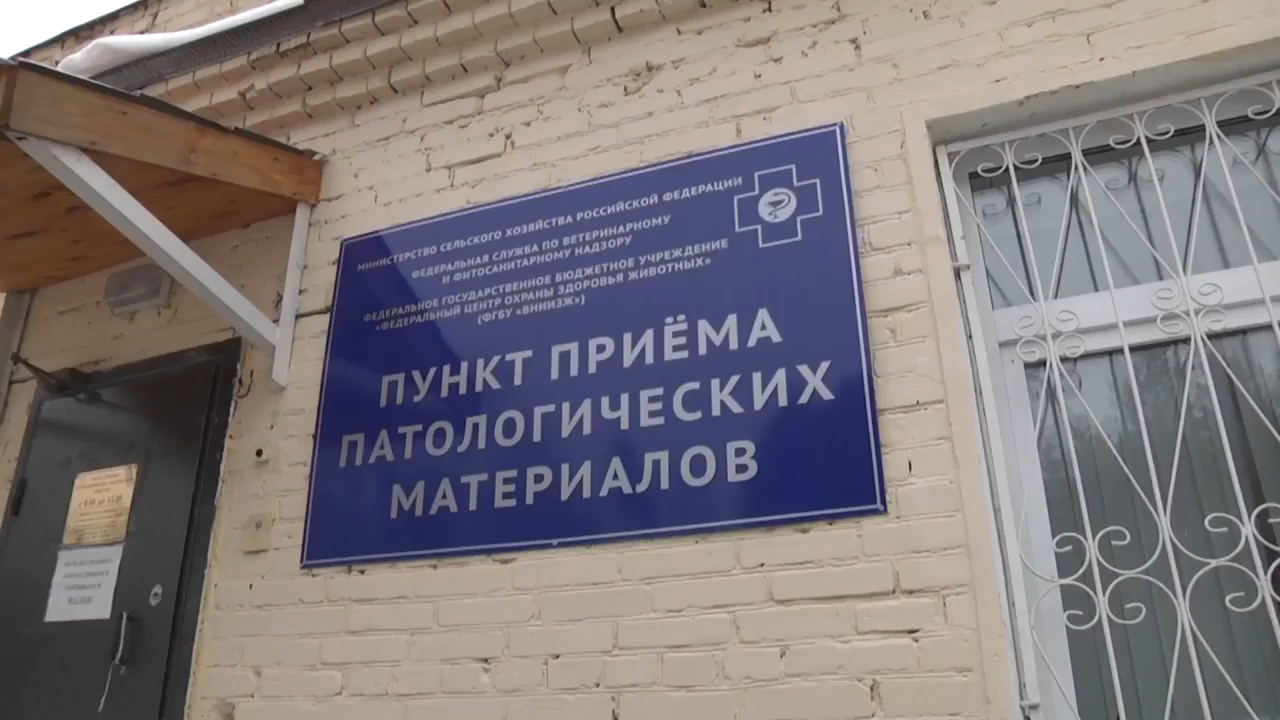 МИНИСТЕРСТВО СЕЛЬСКОГО ХОЗЯЙСТВА РОССИЙСКОЙ ФЕДЕРАЦИИ
ФЕДЕРАЛЬНАЯ СЛУЖБА ПО ВЕТЕРИНАРНОМУ
И ФИТОСАНИТАРНОМУ НАДЗОРУ
ФЕДЕРАЛЬНОЕ ГОСУДАРСТВЕННОЕ БЮДЖЕТНОЕ УЧРЕЖДЕНИЕ
«ФЕДЕРАЛЬНЫЙ ЦЕНТР ОХРАНЫ ЗДОРОВЬЯ ЖИВОТНЫХ»
(ФГБУ «ВНИИЗЖ»)
ПУНКТ ПРИЁМА
ПАТОЛОГИЧЕСКИХ
МАТЕРИАЛОВ